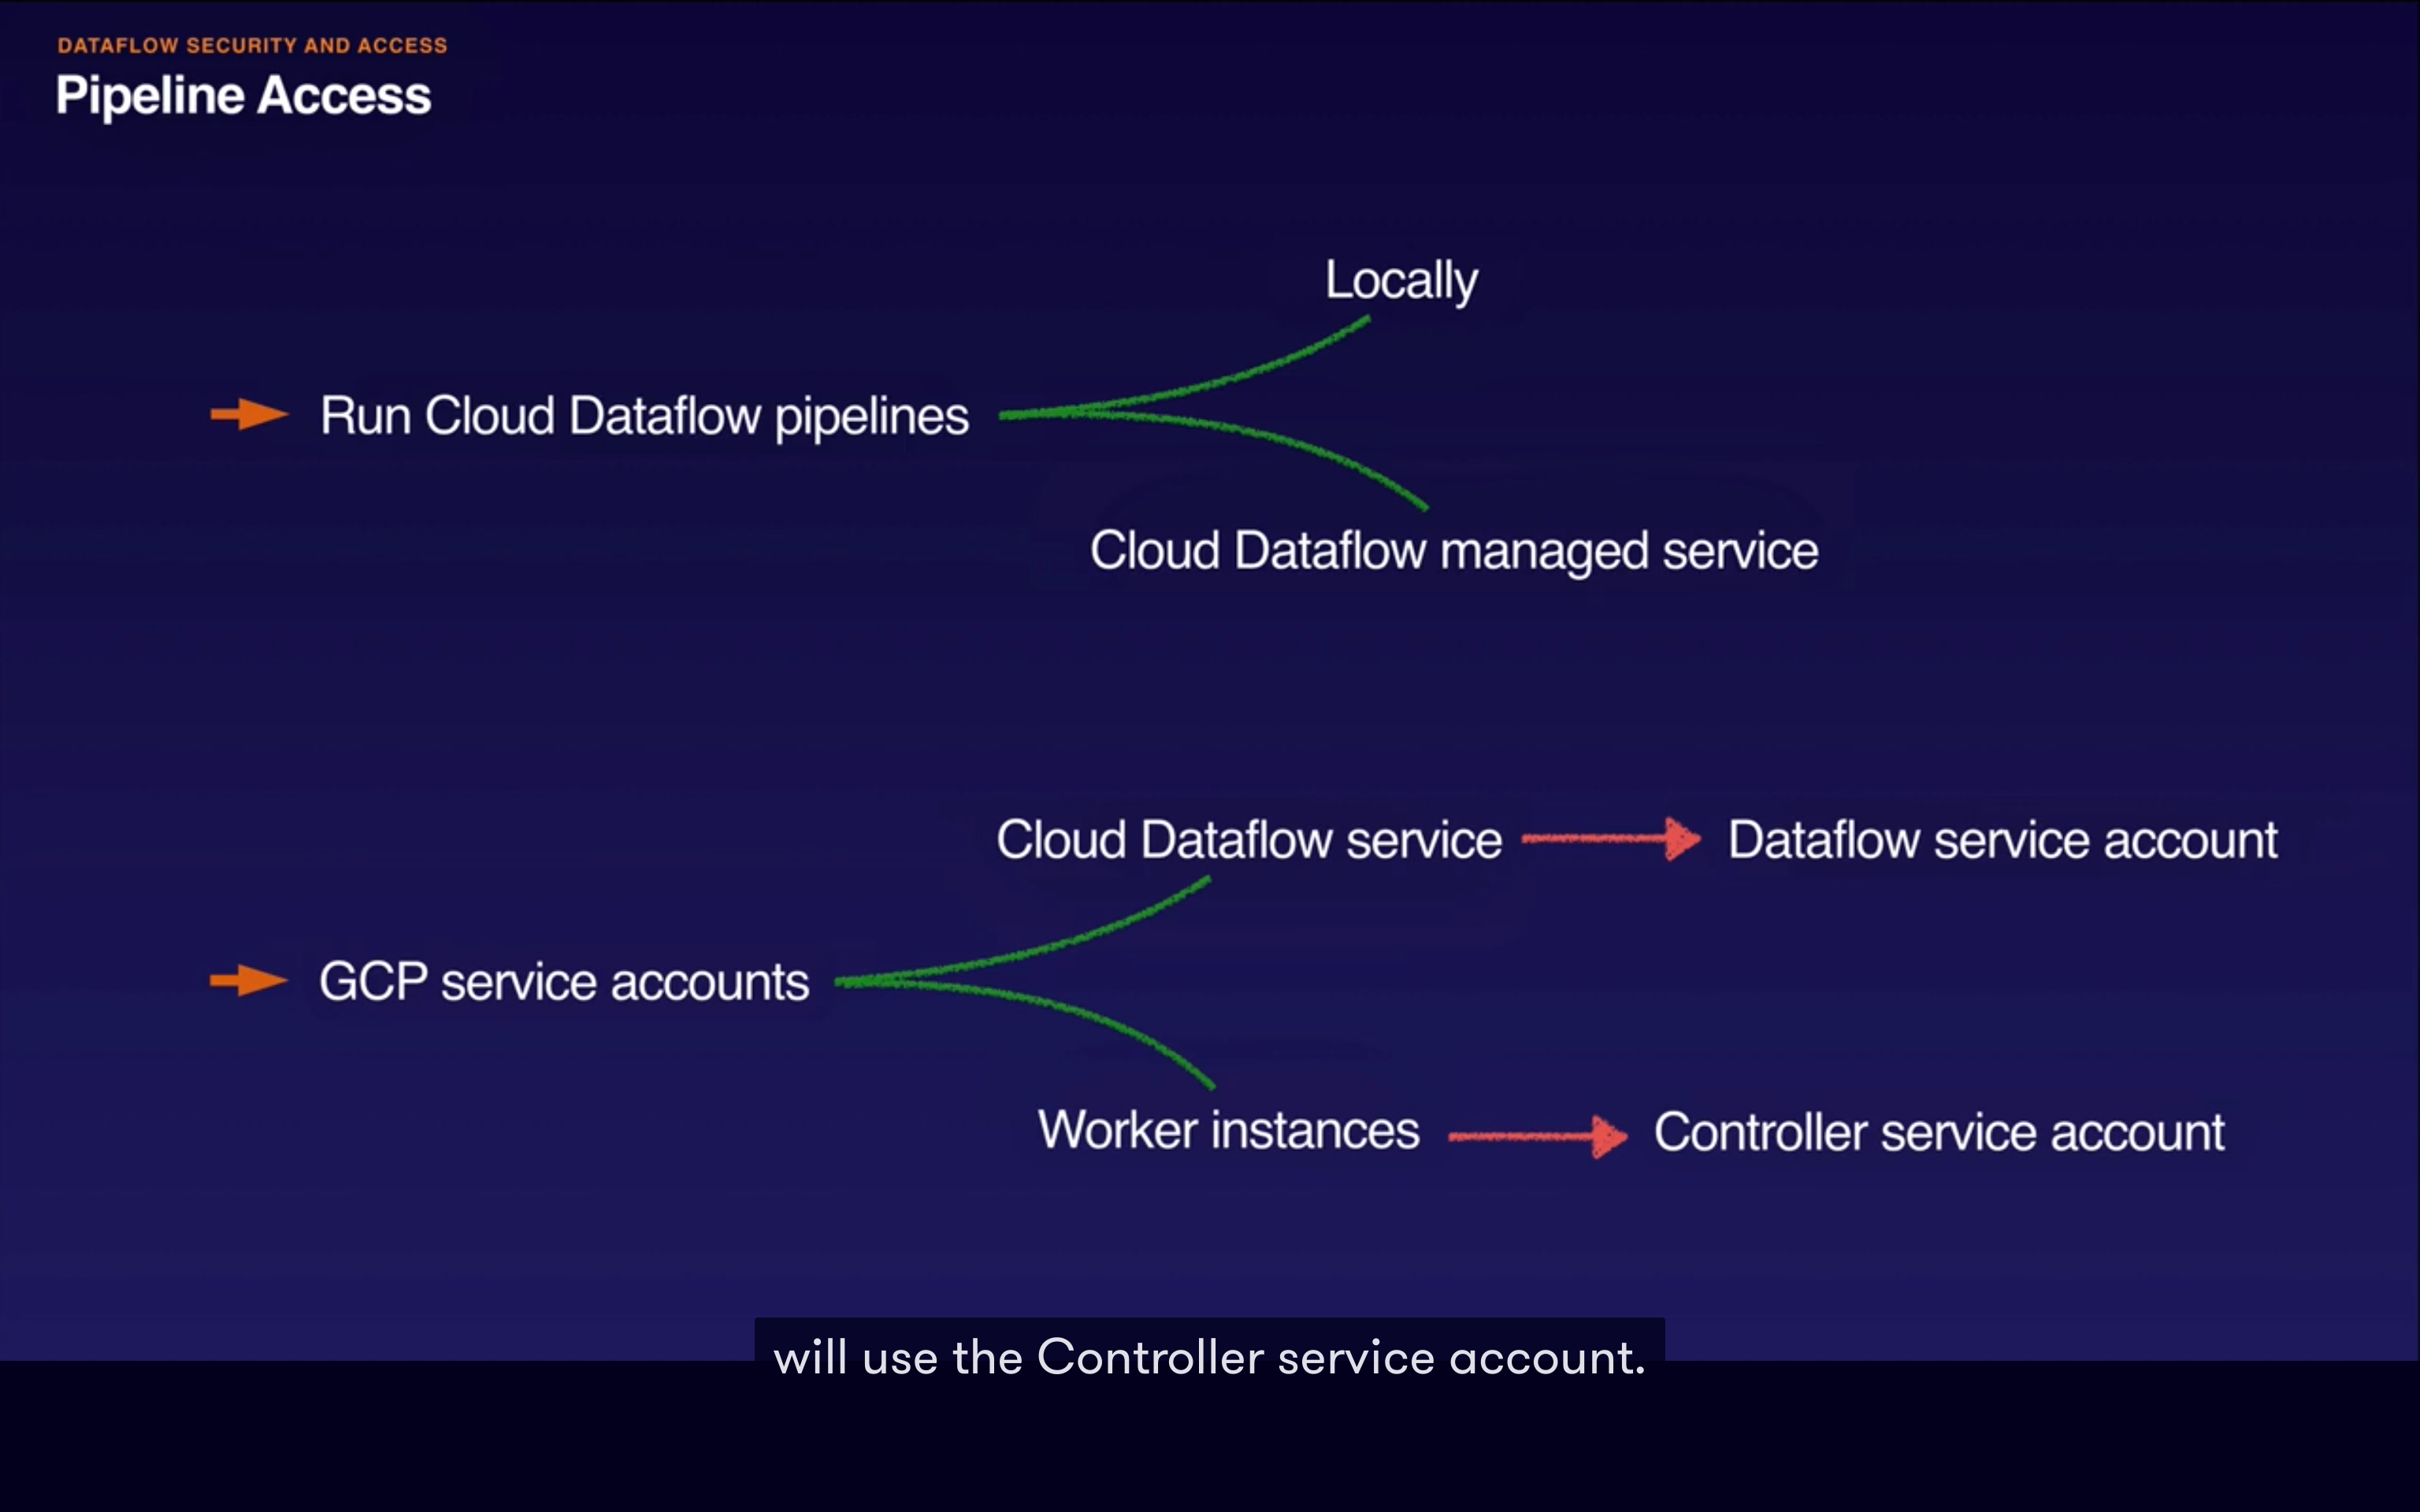 DATAFLOW SECURITY AND ACCESS
Pipeline Access
Locally
Run Cloud Dataflow pipelines
Cloud Dataflow managed service
Cloud Dataflow service
Dataflow service account
GCP service accounts
Worker instances
Controller service account
will use the Controller service account.